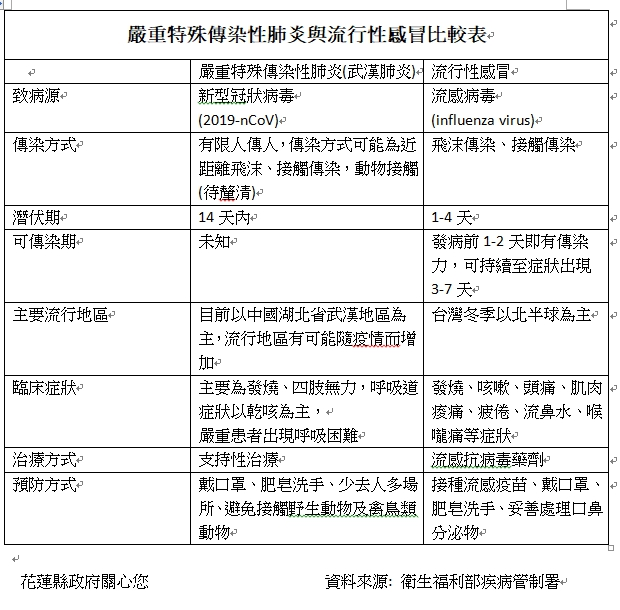 嚴重特殊傳染性肺炎與流行性感冒比較表
嚴重特殊傳染性肺炎(武漢肺炎)
流行性感冒
致病源
新型冠狀病毒
(2019-nCoV)
流感病毒
(influenza virus)
傳染方式
有限人傳人，傳染方式可能為近
距離飛沫、接觸傳染，動物接觸
(待釐清)
飛沫傳染、接觸傳染
潛伏期
14 天內
1-4 天
可傳染期
未知
發病前 1-2 天即有傳染
力，可持續至症狀出現
3-7 天
主要流行地區
目前以中國湖北省武漢地區為
主，流行地區有可能隨疫情而增
加
台灣冬季以北半球為主
臨床症狀
主要為發燒、四肢無力，呼吸道
症狀以乾咳為主，
嚴重患者出現呼吸困難
發燒、咳嗽、頭痛、肌肉
痠痛、疲倦、流鼻水、喉
嚨痛等症狀
治療方式
支持性治療
流感抗病毒藥劑
預防方式
戴口罩、肥皂洗手、少去人多場
所、避免接觸野生動物及禽鳥類
動物
接種流感疫苗、戴口罩、
肥皂洗手、妥善處理口鼻
分泌物
花蓮縣政府關心您
資料來源: 衛生福利部疾病管制署